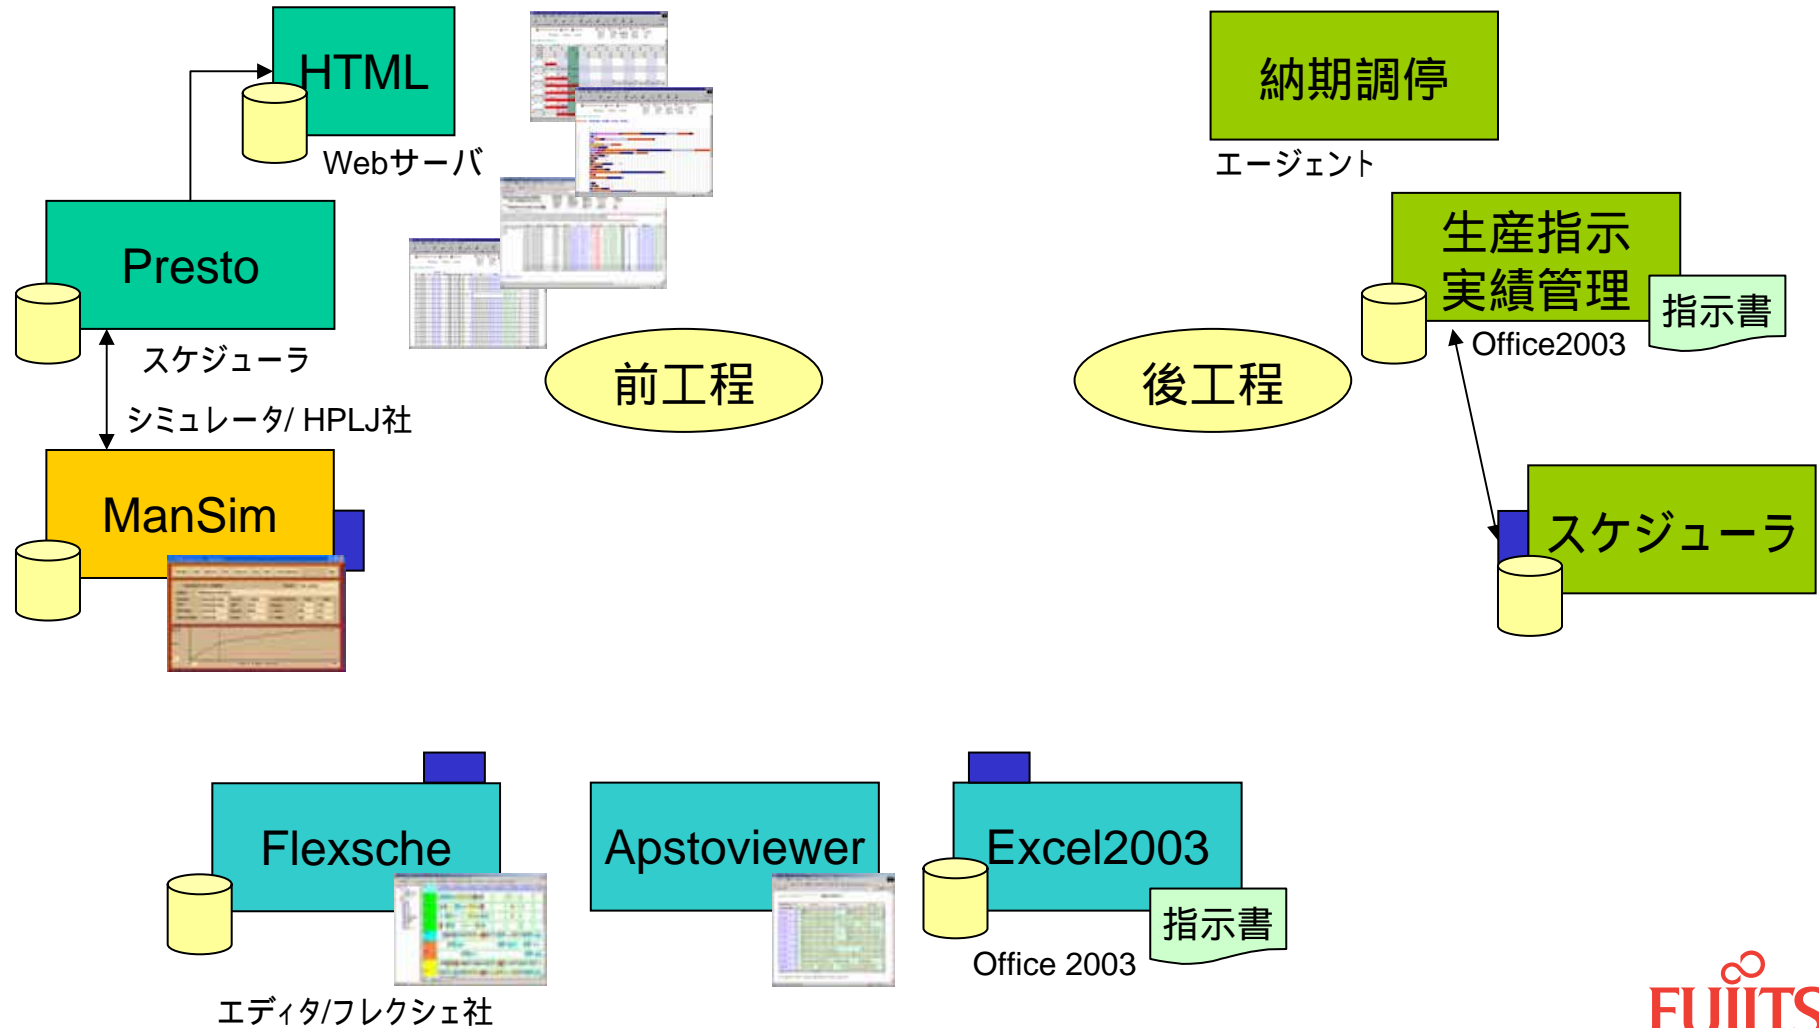 HTML
Webサーバ
Presto
スケジューラ
シミュレータ/ HPLJ社
ManSim
前工程
納期調停
エージェント
生産指示
実績管理
指示書
Office2003
後工程
スケジューラ
Flexsche
エディタ/フレクシェ社
Apstoviewer
Excel2003
指示書
Office 2003
FUJITS